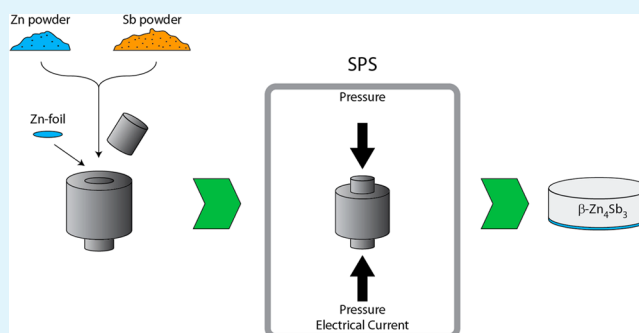 Zn powder
Sb powder
Zn-foil
SPS
Pressure
Pressure
Electrical Current
β-Zn₄Sb₃